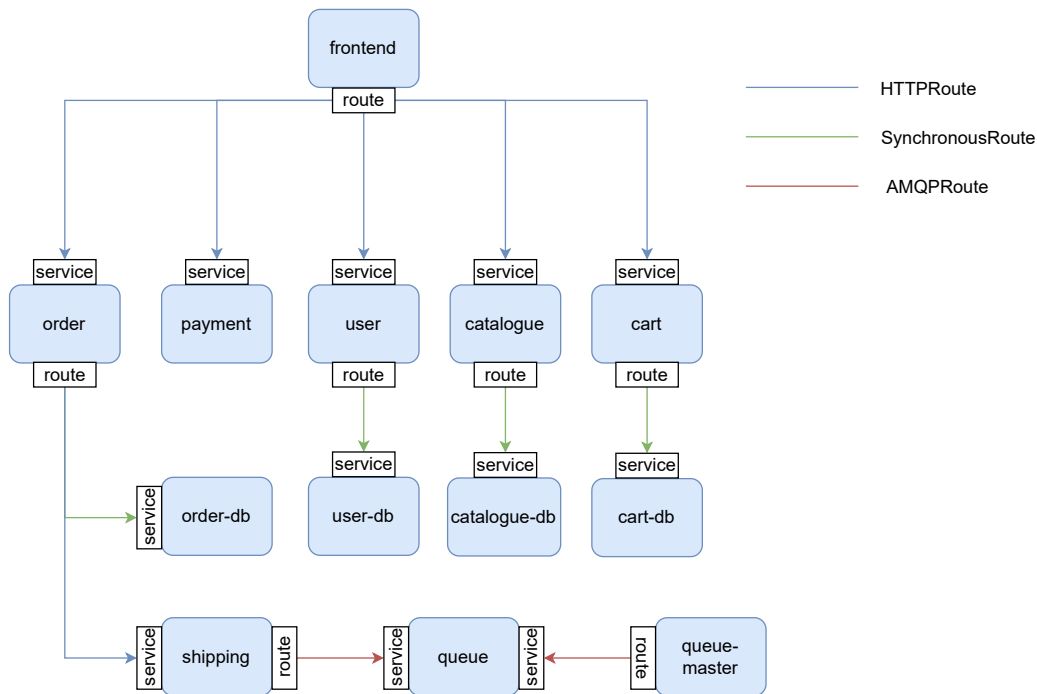 frontend
route
HTTPRoute
SynchronousRoute
AMQPRoute
service
service
service
service
service
order
payment
user
catalogue
cart
route
route
route
route
service
service
service
service
order-db
user-db
catalogue-db
cart-db
service
shipping
route
service
queue
service
route
queue-
master